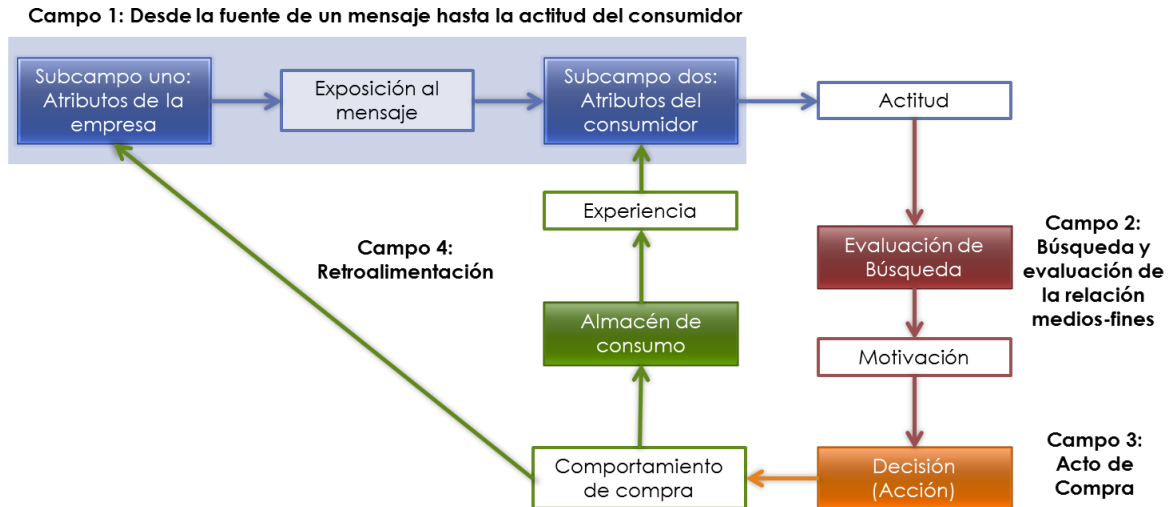 Campo 1: Desde la fuente de un mensaje hasta la actitud del consumidor
Subcampo uno:
Atributos de la
empresa
Exposición al
mensaje
Subcampo dos:
Atributos del
consumidor
Actitud
Experiencia
Campo 4:
Retroalimentación
Evaluación de
Búsqueda
Campo 2:
Búsqueda y
evaluación de
la relación
medios-fines
Almacén de
consumo
Motivación
Comportamiento
de compra
Decisión
(Acción)
Campo 3:
Acto de
Compra